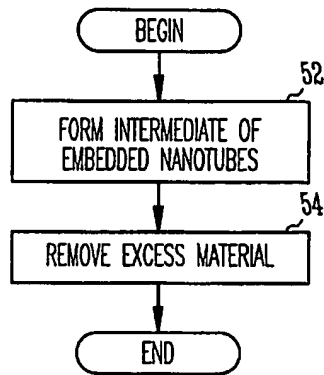 BEGIN
52
FORM INTERMEDIATE OF
EMBEDDED NANOTUBES
54
REMOVE EXCESS MATERIAL
END